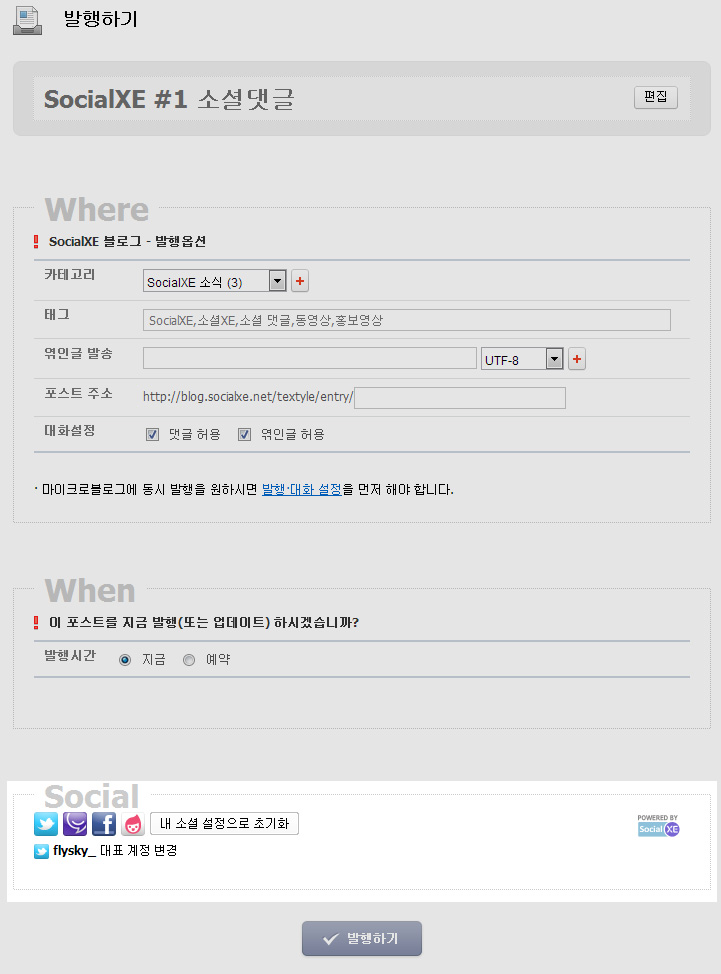 발행하기
SocialXE #1 소셜댓글
편집
Where
! SocialXE 블로그 - 발행옵션
카테고리
SocialXE 소식 (3)
+
태그
SocialXE,소셜XE,소셜 댓글,동영상,홍보영상
엮인글 발송
UTF-8
+
포스트 주소
http://blog.socialxe.net/textyle/entry/
대화설정
댓글 허용
엮인글 허용
· 마이크로블로그에 동시 발행을 원하시면 발행·대화 설정을 먼저 해야 합니다.
When
! 이 포스트를 지금 발행(또는 업데이트) 하시겠습니까?
발행시간
지금
예약
Social
내 소셜 설정으로 초기화
POWERED BY
Social XE
flysky_ 대표 계정 변경
발행하기